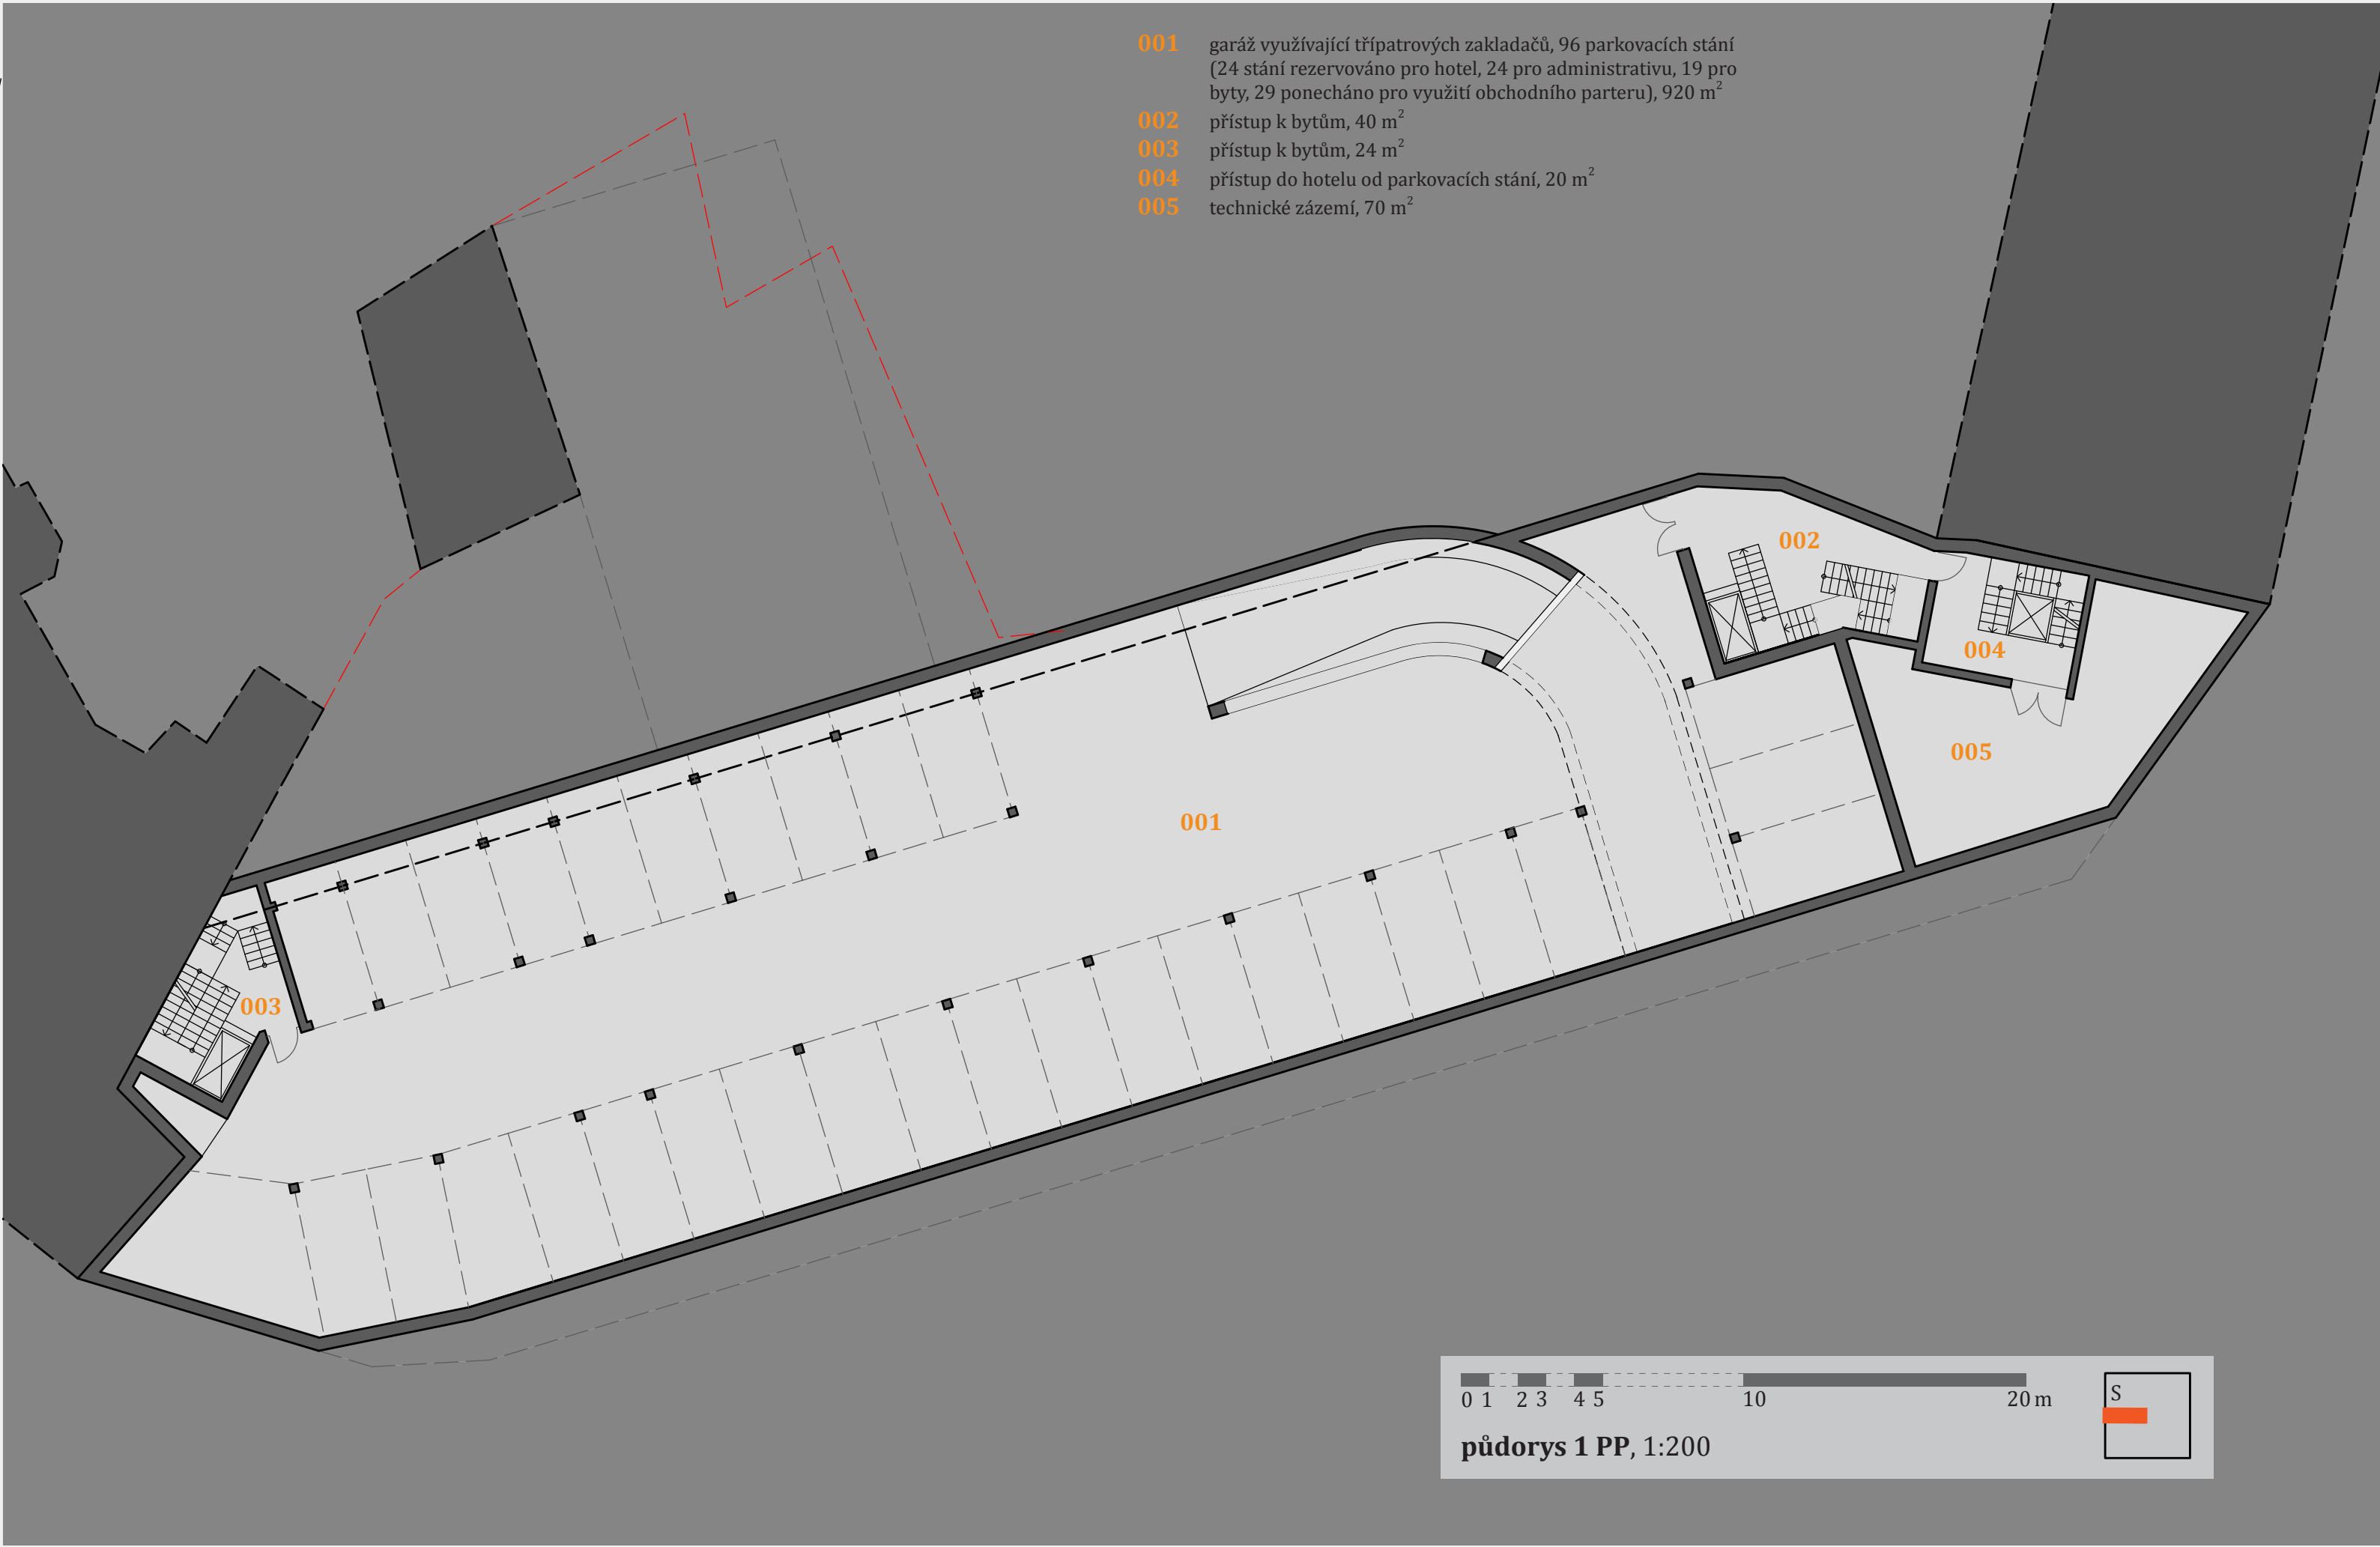 001 garáž využívající třípatrových zakladačů, 96 parkovacích stání
(24 stání rezervováno pro hotel, 24 pro administrativu, 19 pro
byty, 29 ponecháno pro využití obchodního parteru), 920 m²
002 přístup k bytům, 40 m²
003 přístup k bytům, 24 m²
004 přístup do hotelu od parkovacích stání, 20 m²
005 technické zázemí, 70 m²
002
004
005
001
003
0 1 2 3 4 5 10 20 m
S
půdorys 1 PP, 1:200